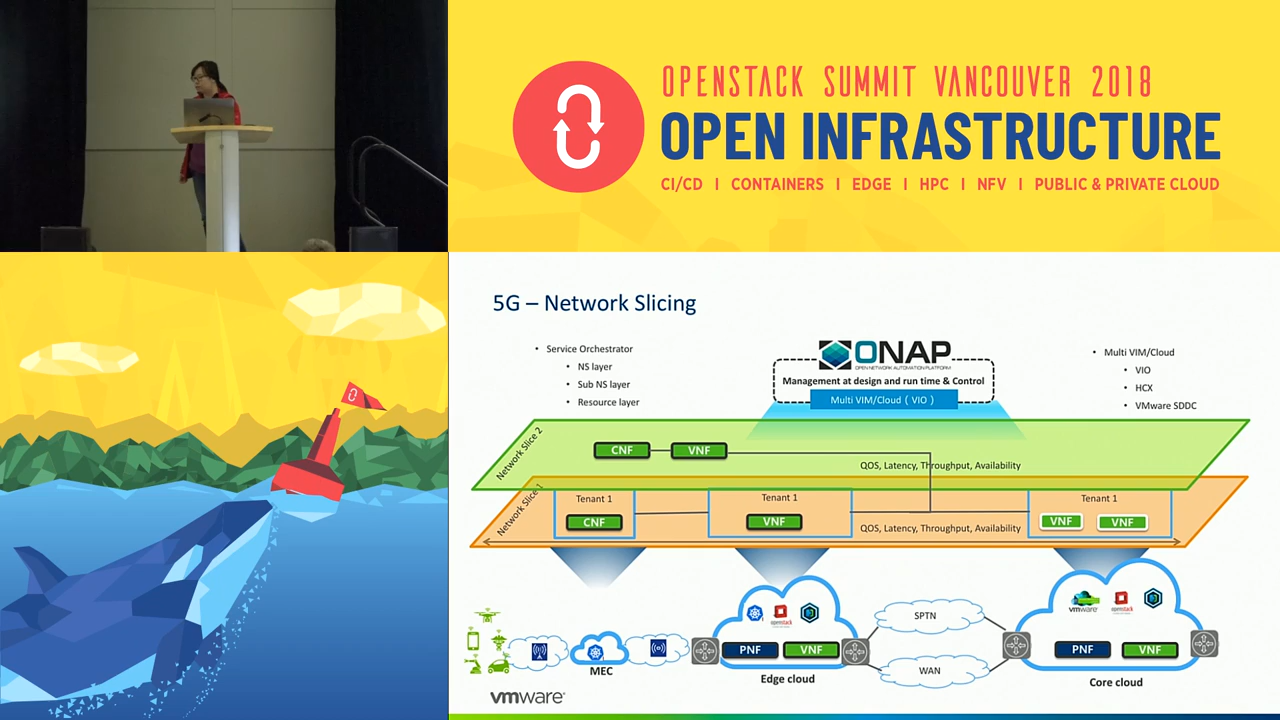 OPENSTACK SUMMIT VANCOUVER 2018
OPEN INFRASTRUCTURE
CI/CD | CONTAINERS | EDGE | HPC | NFV | PUBLIC & PRIVATE CLOUD
5G – Network Slicing
• Service Orchestrator
• NS layer
• Sub NS layer
• Resource layer
ONAP
OPEN NETWORK AUTOMATION PLATFORM
Management at design and run time & Control
Multi VIM/Cloud ( VIO )
• Multi VIM/Cloud
• VIO
• HCX
• VMware SDDC
Network Slice 2
CNF
VNF
QOS, Latency, Throughput, Availability
Network Slice 1
Tenant 1
CNF
Tenant 1
VNF
QOS, Latency, Throughput, Availability
Tenant 1
VNF
VNF
MEC
openstack
PNF
VNF
Edge cloud
SPTN
WAN
vmware
openstack
PNF
VNF
Core cloud
vmware